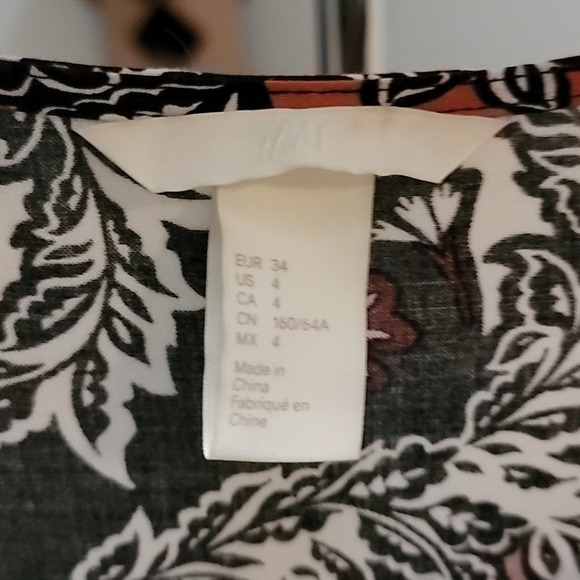 H&M
EUR 34
US 4
CA 4
CN 160/64A
MX 4
Made in
China
Fabriqué en
Chine